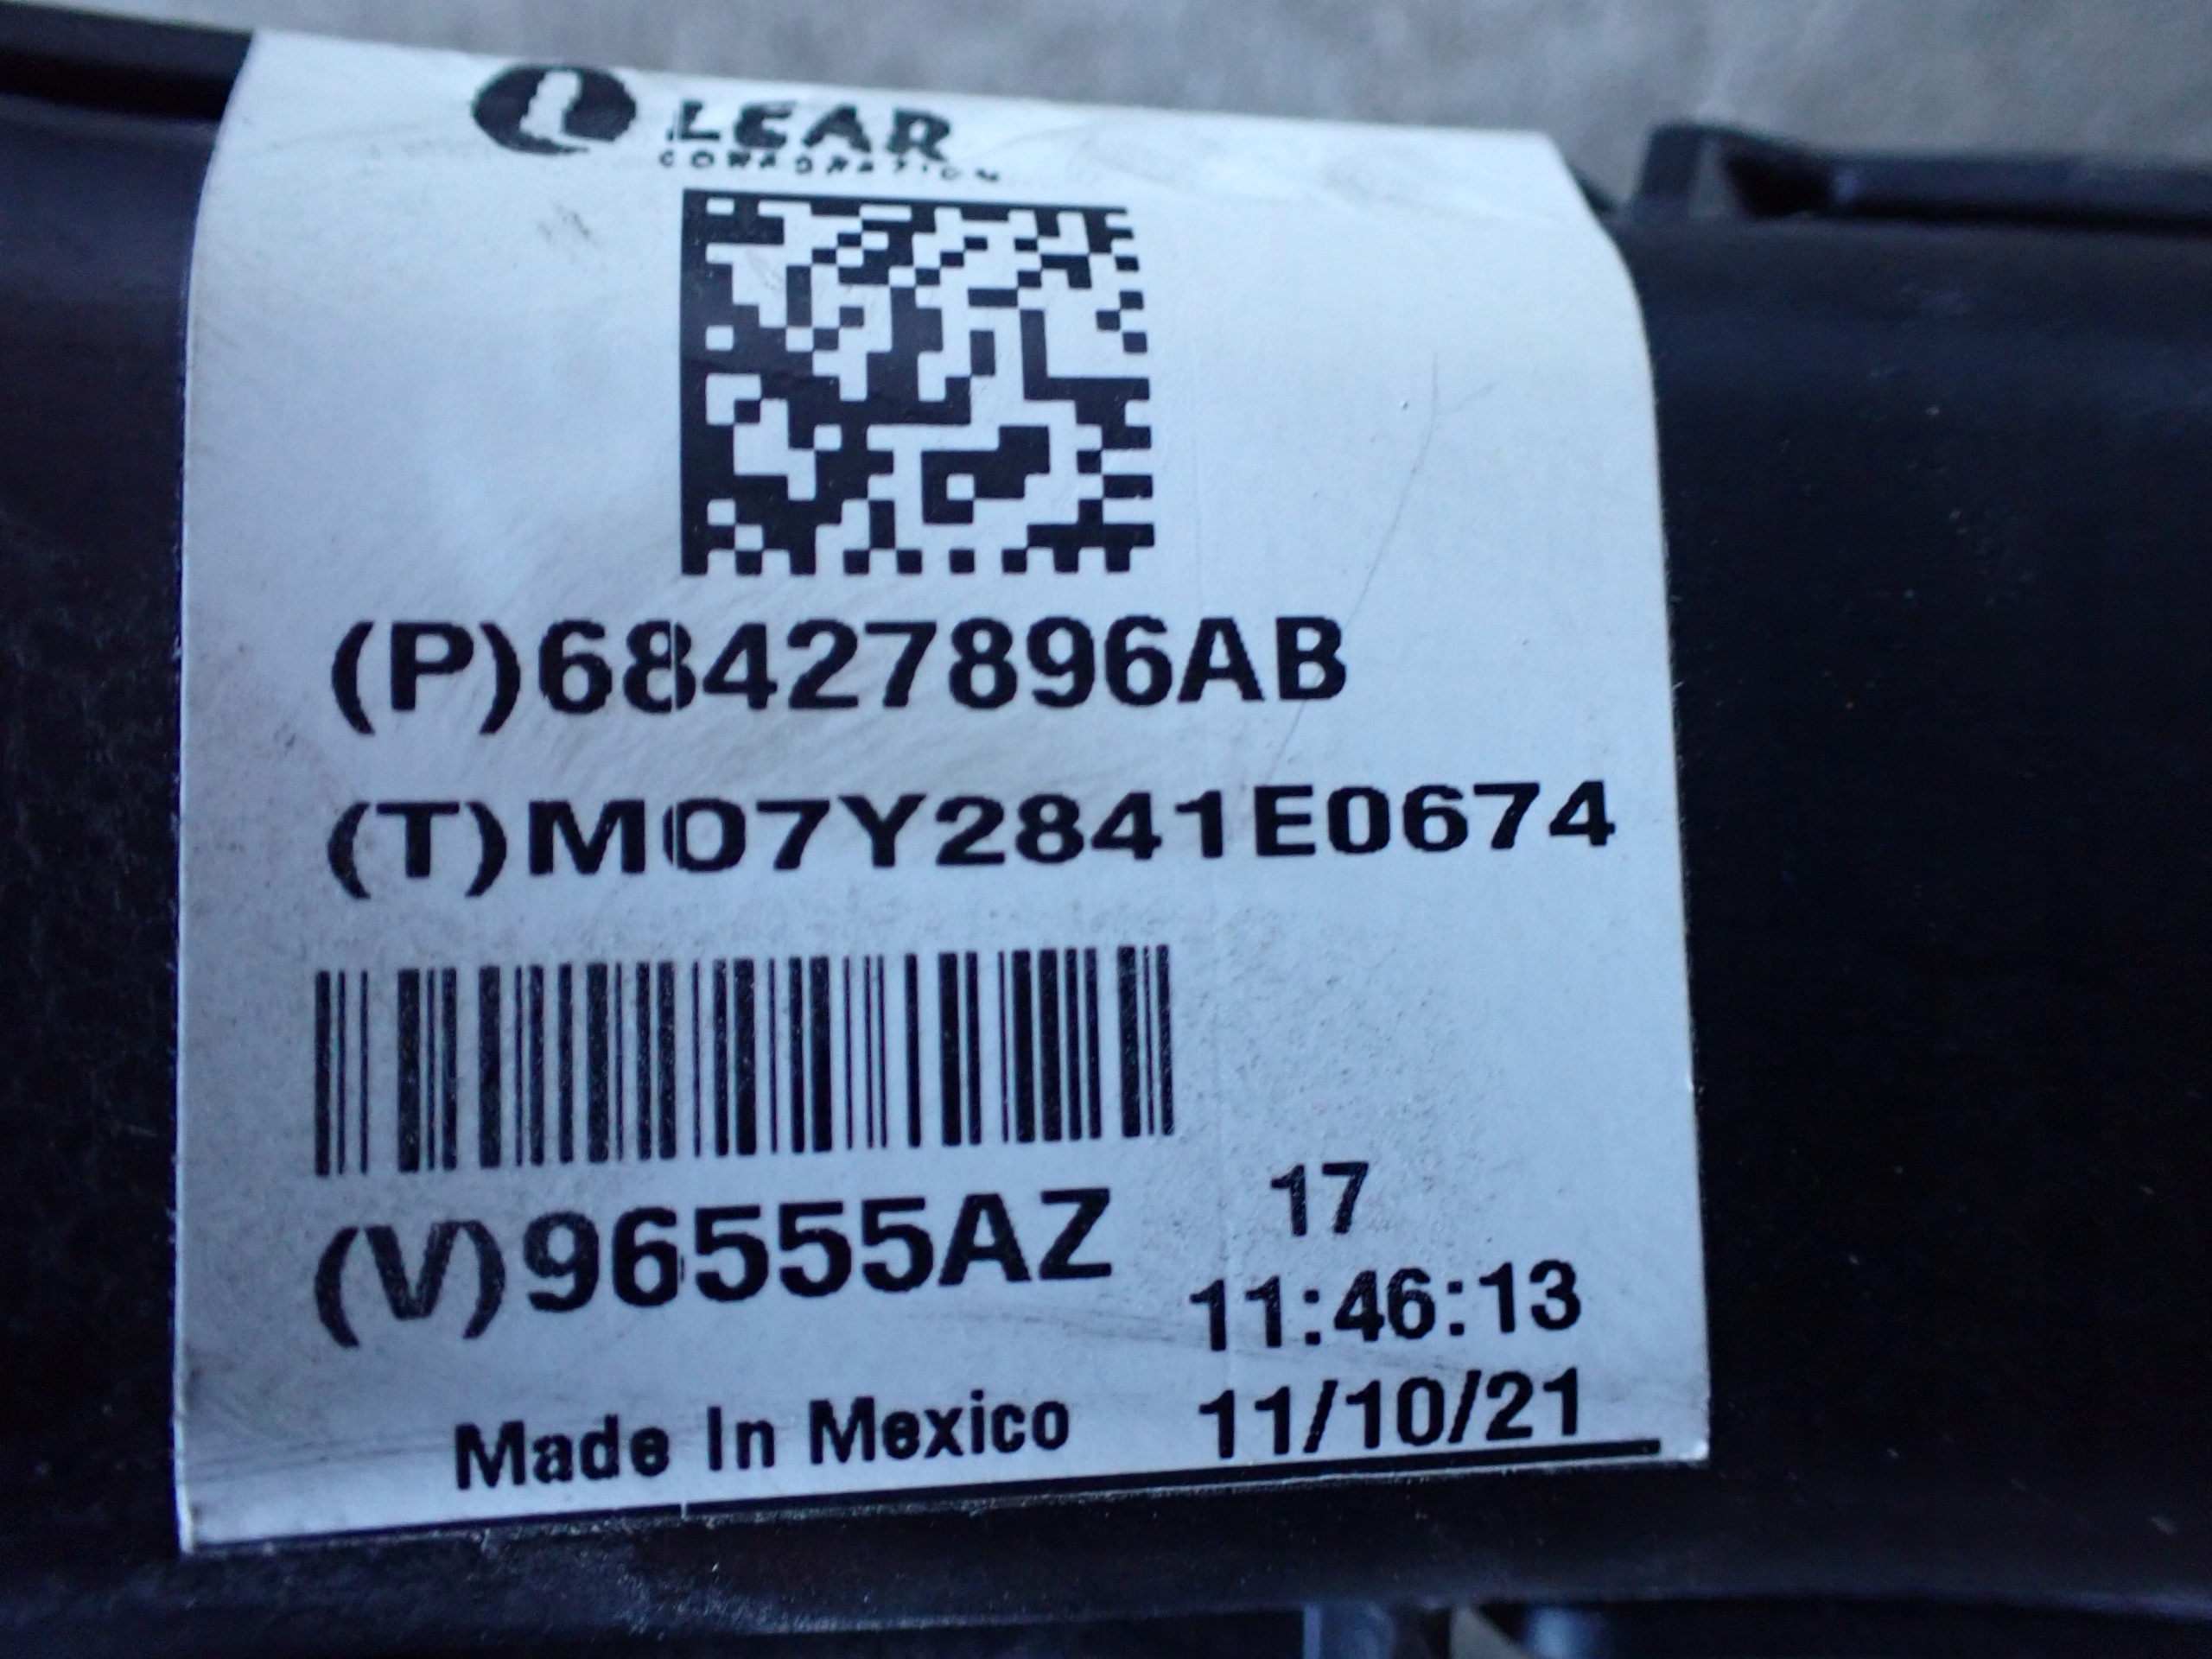 LEAR
CORPORATION
(P)68427896AB
(T)M07Y2841E0674
(V)96555AZ
17
11:46:13
Made In Mexico
11/10/21